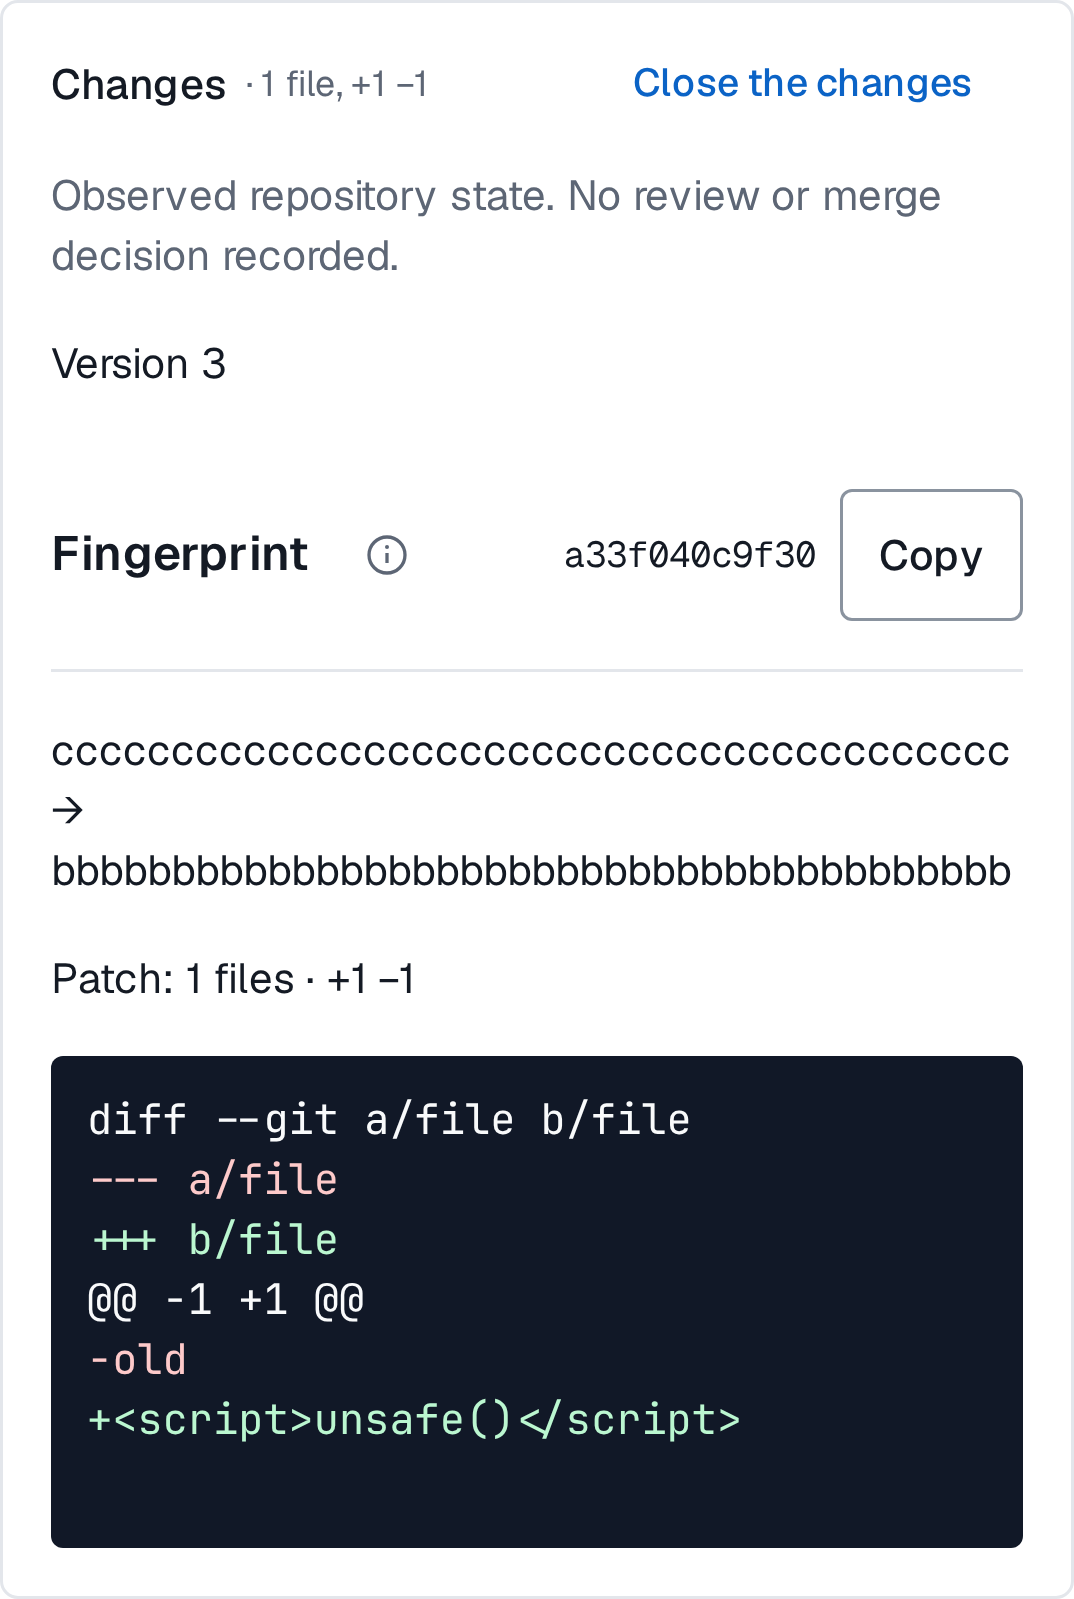 Changes · 1 file, +1 −1 Close the changes
Observed repository state. No review or merge
decision recorded.
Version 3
Fingerprint a33f040c9f30 Copy
cccccccccccccccccccccccccccccccccccccccc
→
bbbbbbbbbbbbbbbbbbbbbbbbbbbbbbbbbbbbbbbb
Patch: 1 files · +1 −1
diff --git a/file b/file
--- a/file
+++ b/file
@@ -1 +1 @@
-old
+<script>unsafe()</script>